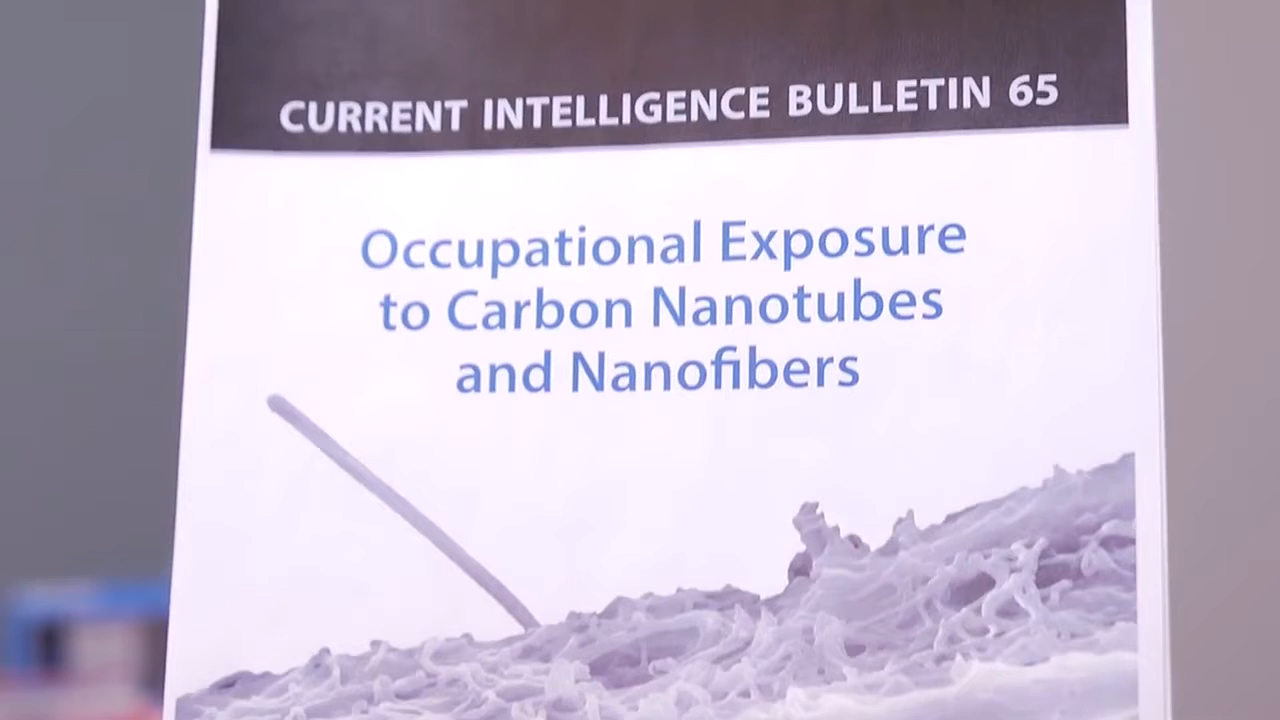 CURRENT INTELLIGENCE BULLETIN 65
Occupational Exposure
to Carbon Nanotubes
and Nanofibers